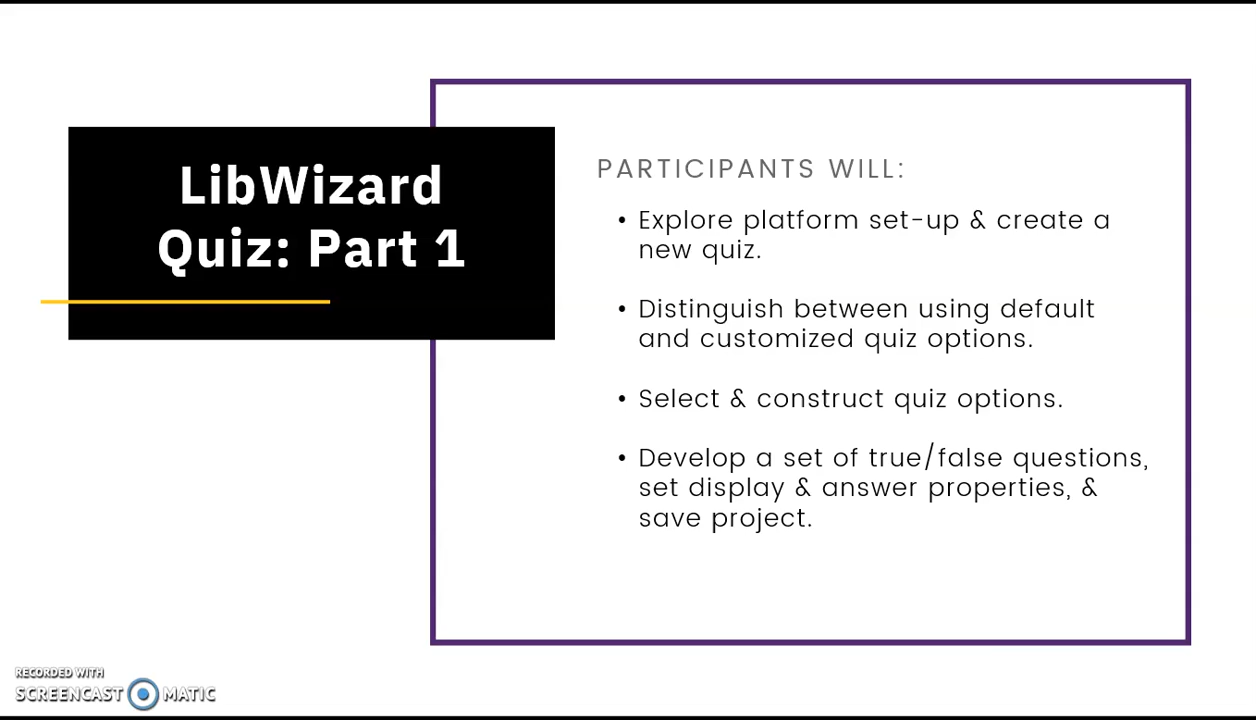 LibWizard
Quiz: Part 1
PARTICIPANTS WILL:
• Explore platform set-up & create a
new quiz.
• Distinguish between using default
and customized quiz options.
• Select & construct quiz options.
• Develop a set of true/false questions,
set display & answer properties, &
save project.
RECORDED WITH
SCREENCAST MATIC